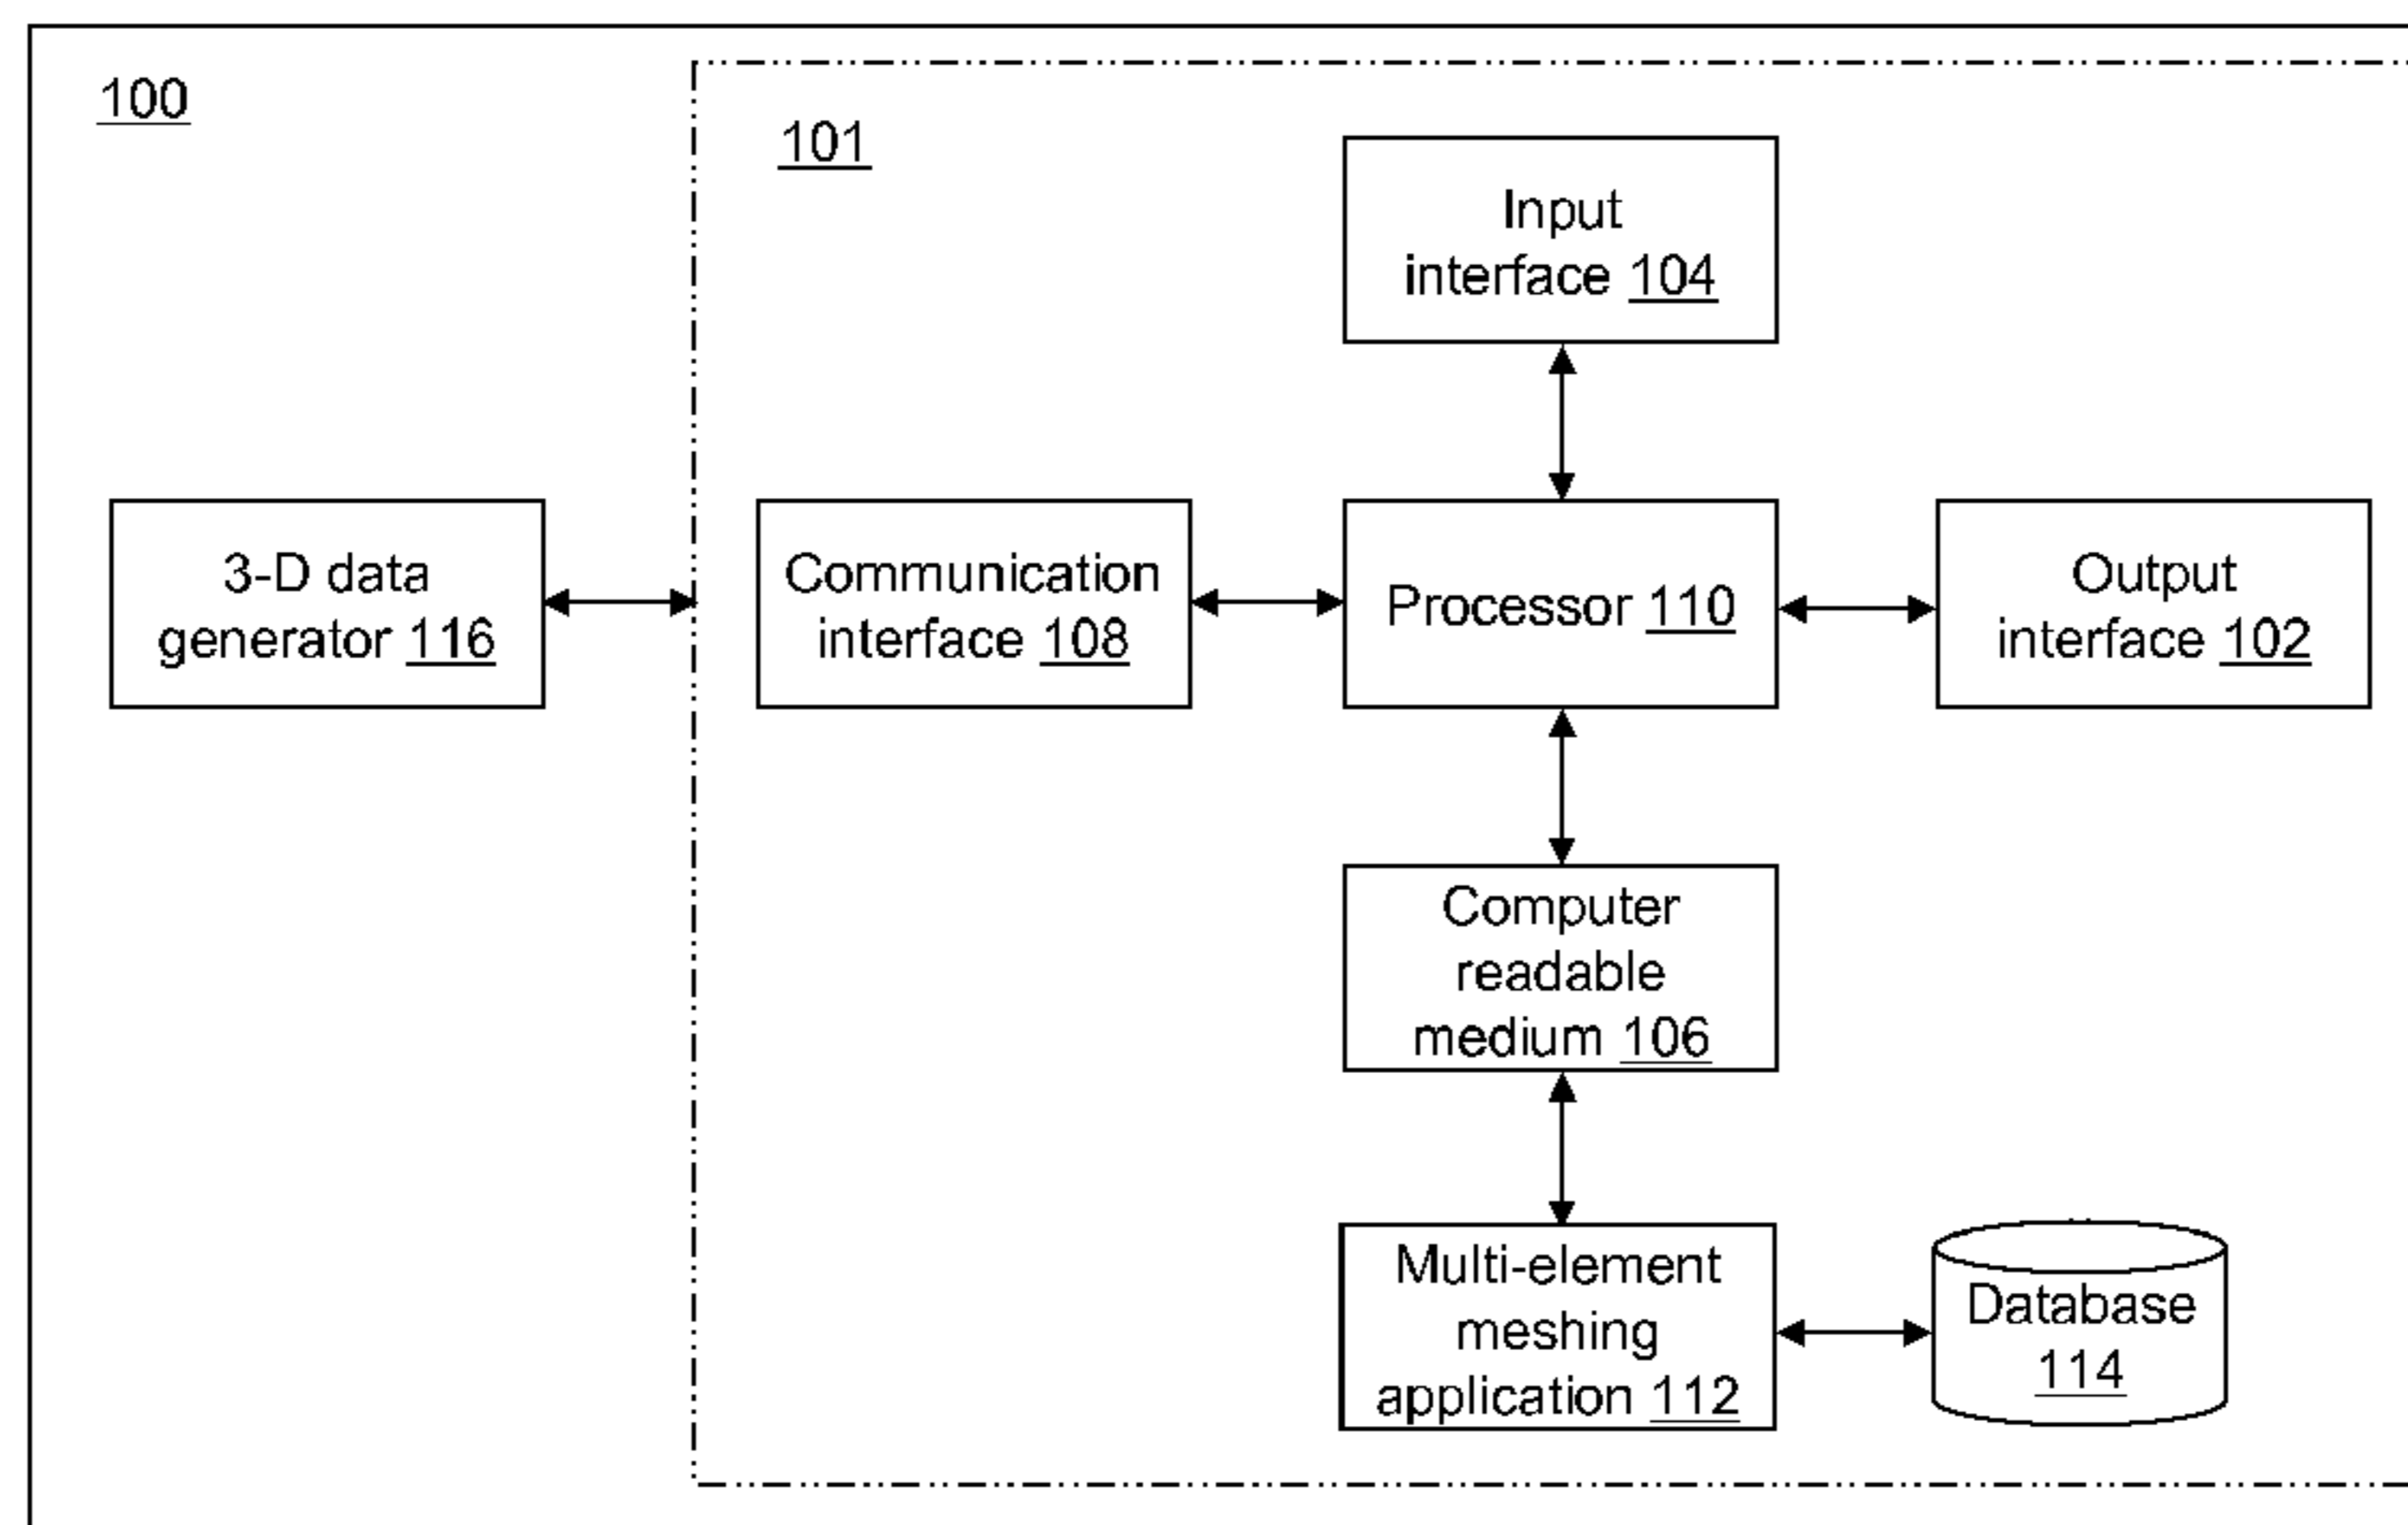 100
101
Input
interface 104
3-D data
generator 116
Communication
interface 108
Processor 110
Output
interface 102
Computer
readable
medium 106
Multi-element
meshing
application 112
Database
114